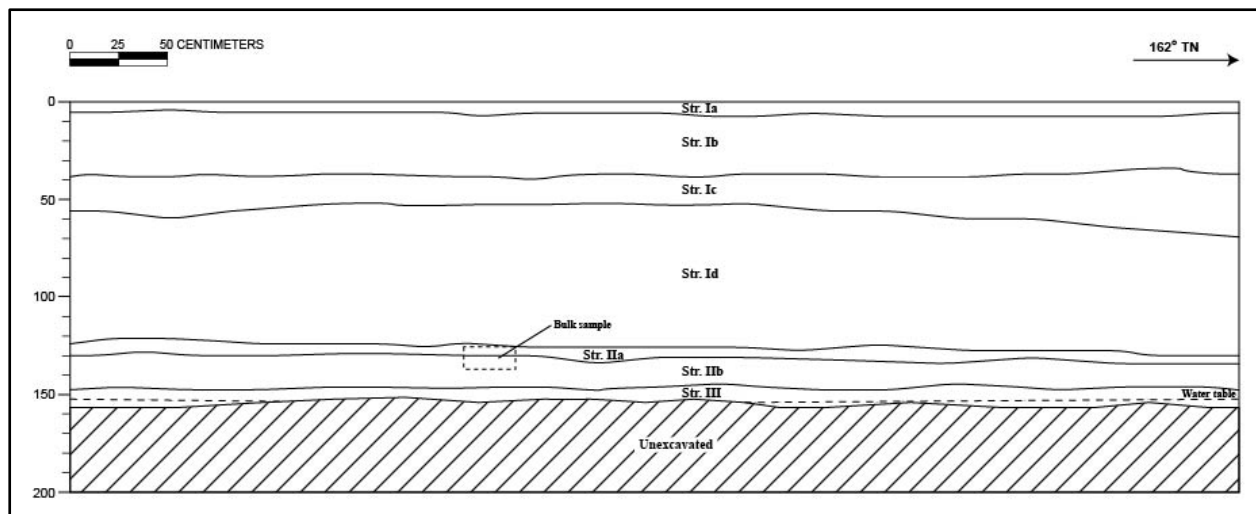 0 25 50 CENTIMETERS
162° TN
0
Str. Ia
Str. Ib
50
Str. Ic
Str. Id
100
Bulk sample
Str. IIa
Str. IIb
150
Str. III
Water table
Unexcavated
200